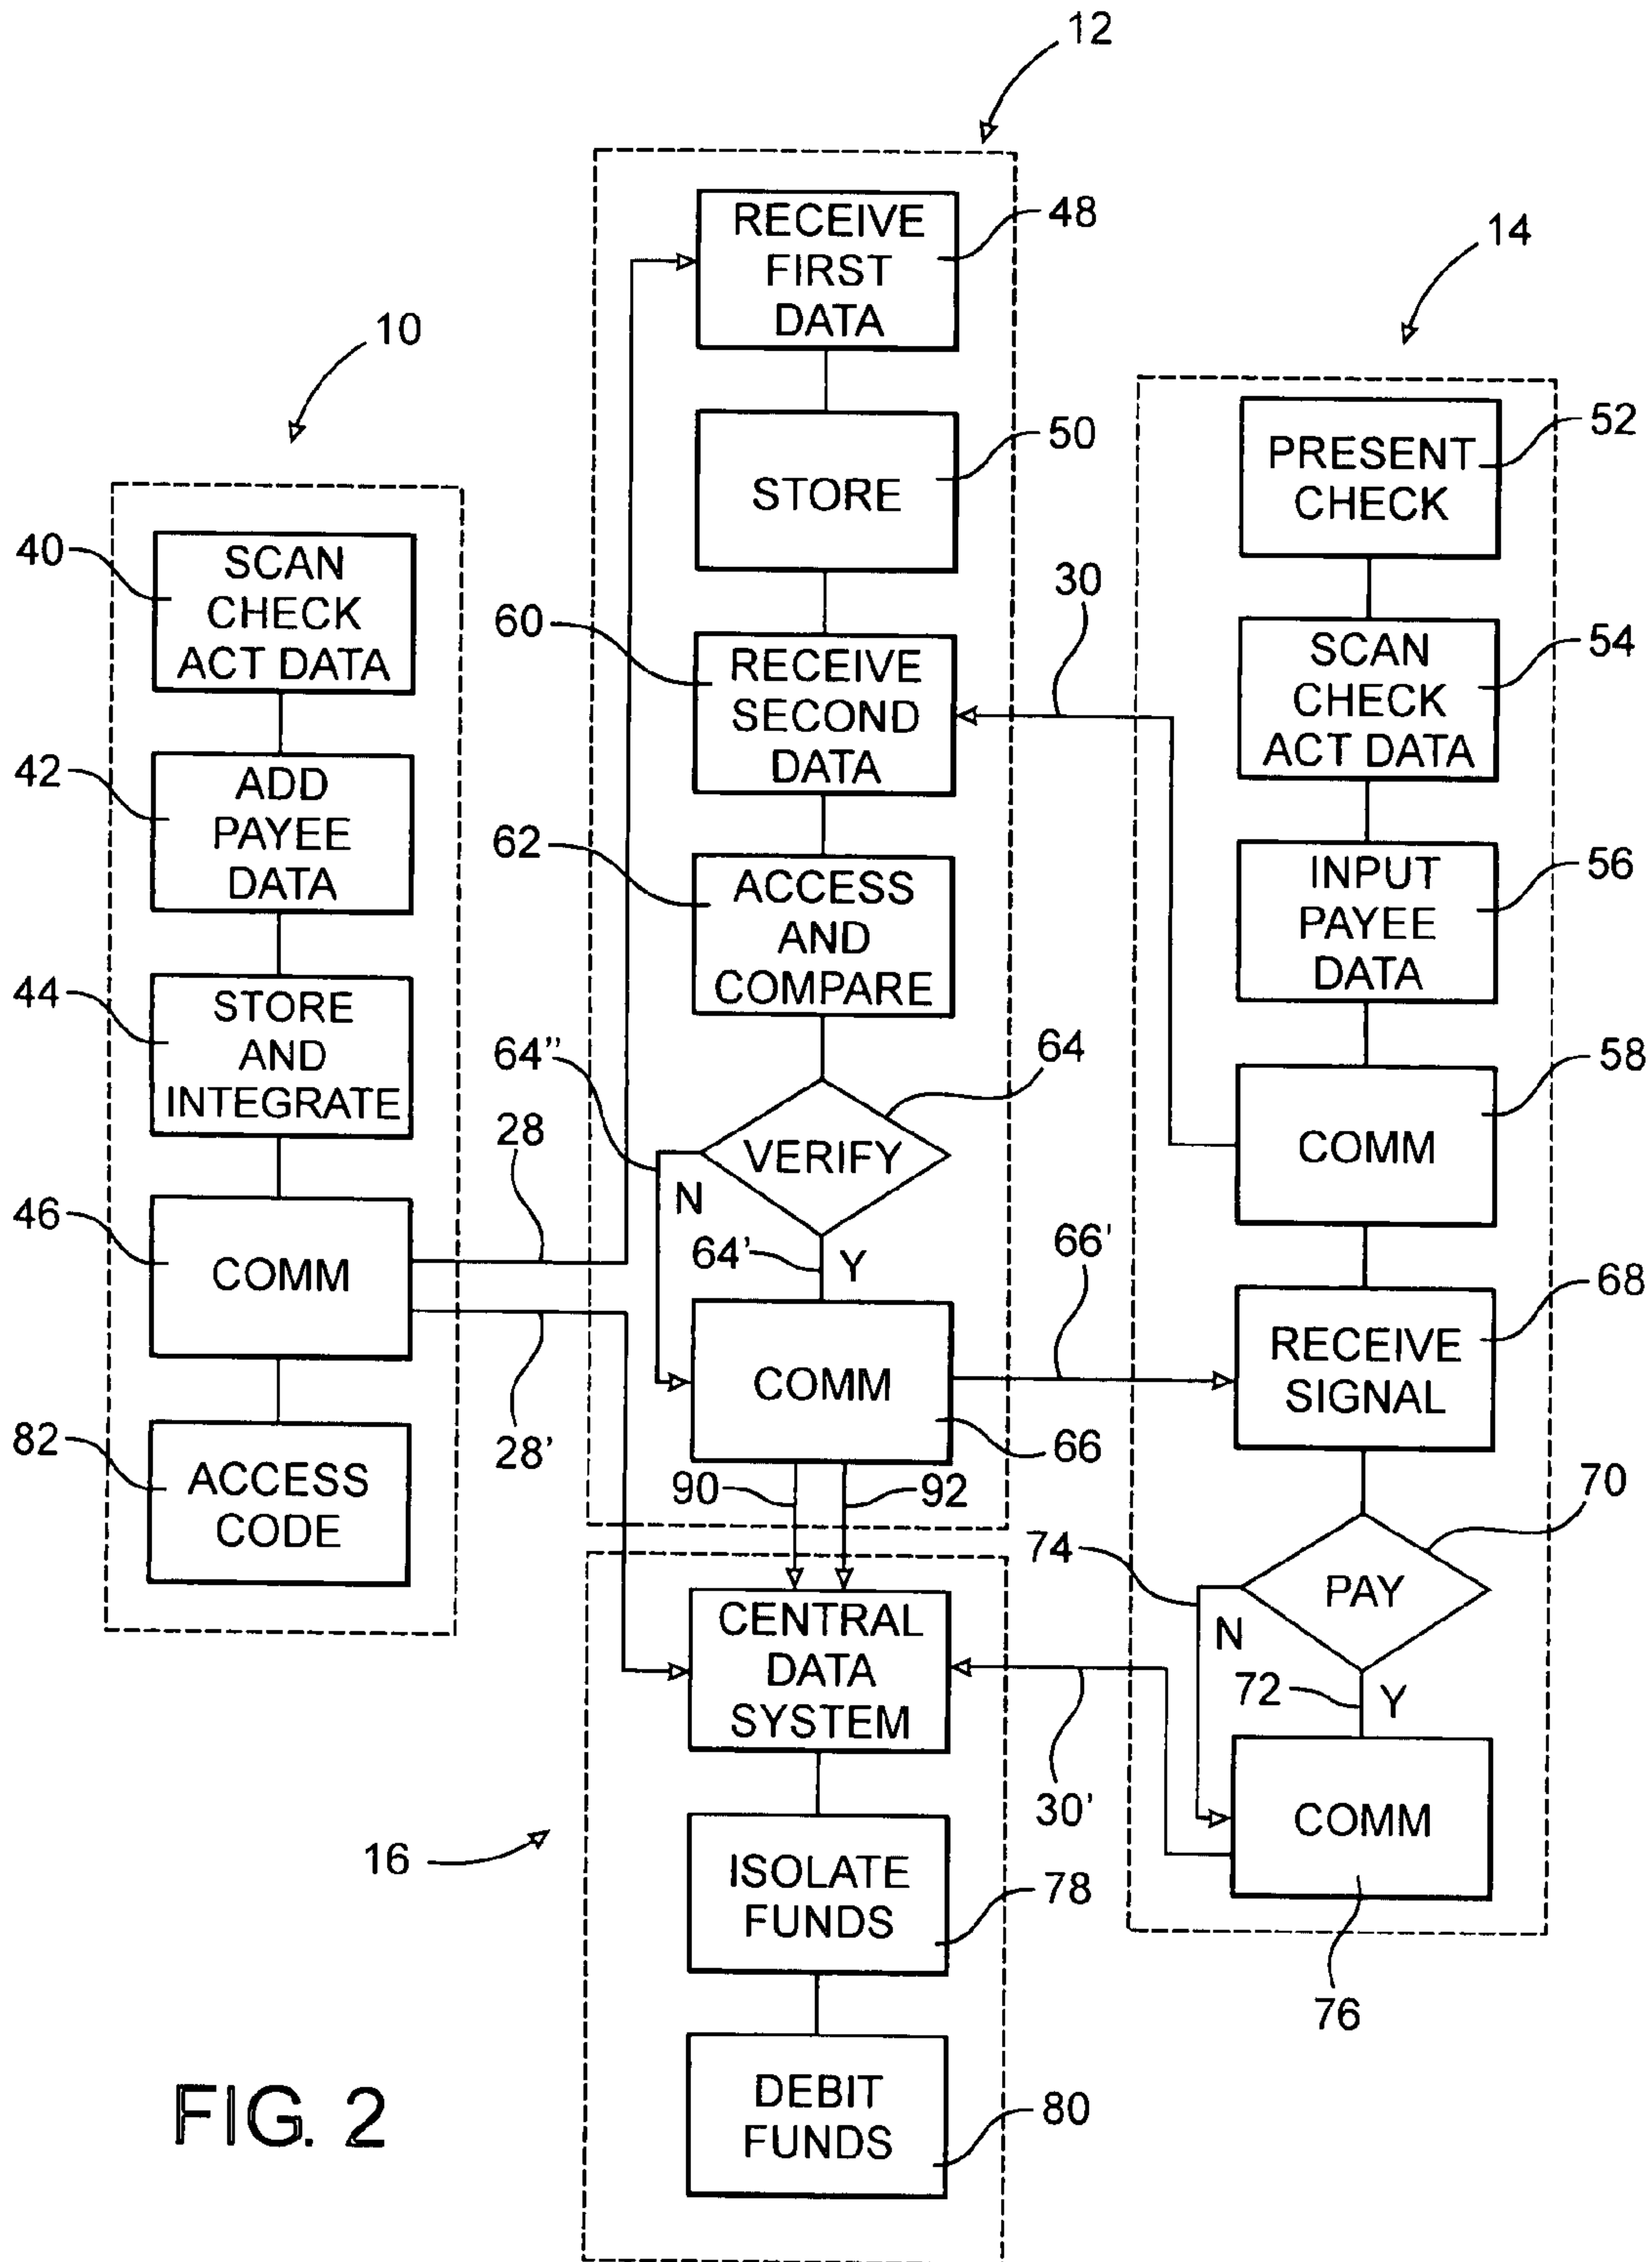 12
RECEIVE
FIRST
DATA
48
14
10
STORE
50
PRESENT
CHECK
52
40
SCAN
CHECK
ACT DATA
60
RECEIVE
SECOND
DATA
30
SCAN
CHECK
ACT DATA
54
42
ADD
PAYEE
DATA
62
ACCESS
AND
COMPARE
INPUT
PAYEE
DATA
56
44
STORE
AND
INTEGRATE
64”
64
VERIFY
N
64’
Y
COMM
58
46
COMM
28
28’
66’
COMM
66
RECEIVE
SIGNAL
68
82
ACCESS
CODE
90
92
70
74
PAY
N
72
Y
CENTRAL
DATA
SYSTEM
30’
COMM
76
16
ISOLATE
FUNDS
78
DEBIT
FUNDS
80
FIG. 2